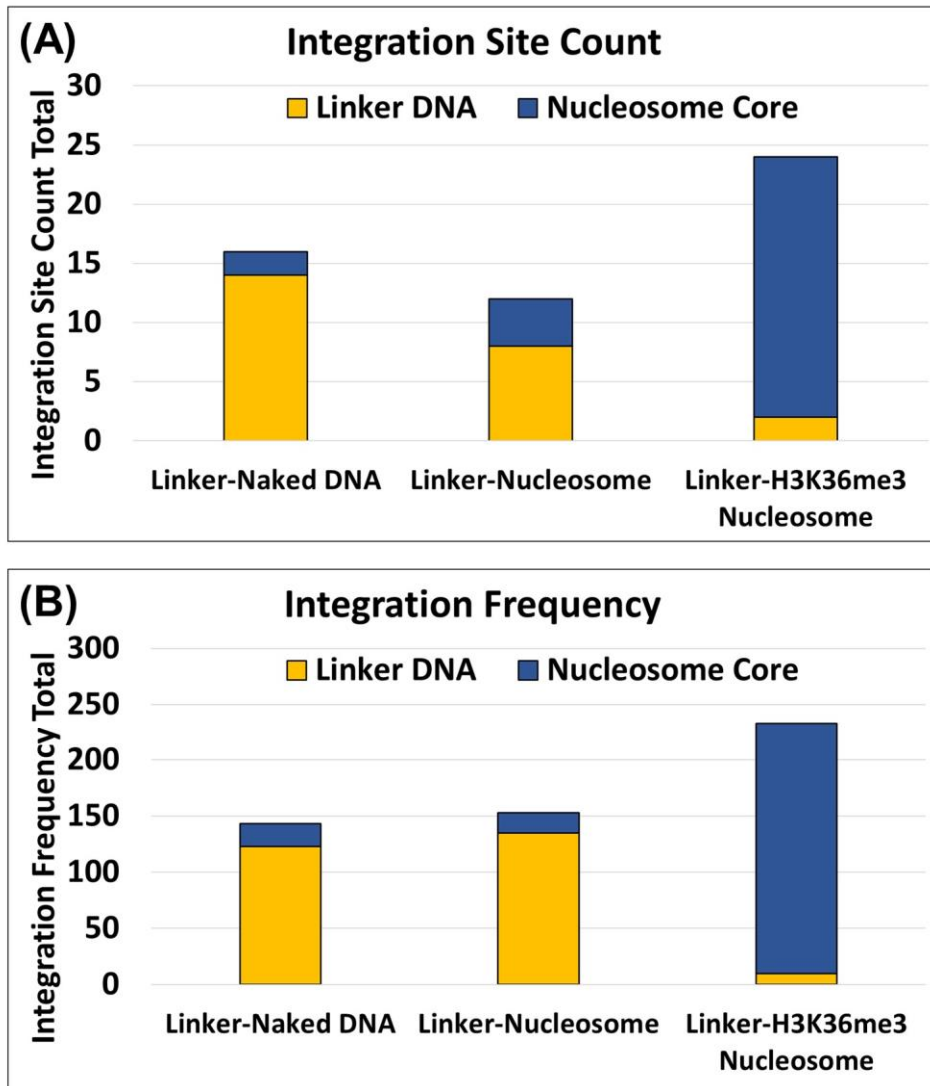 (A) Integration Site Count
Linker DNA Nucleosome Core
Integration Site Count Total
30
25
20
15
10
5
0
Linker-Naked DNA Linker-Nucleosome Linker-H3K36me3
Nucleosome
(B) Integration Frequency
Linker DNA Nucleosome Core
Integration Frequency Total
300
250
200
150
100
50
0
Linker-Naked DNA Linker-Nucleosome Linker-H3K36me3
Nucleosome